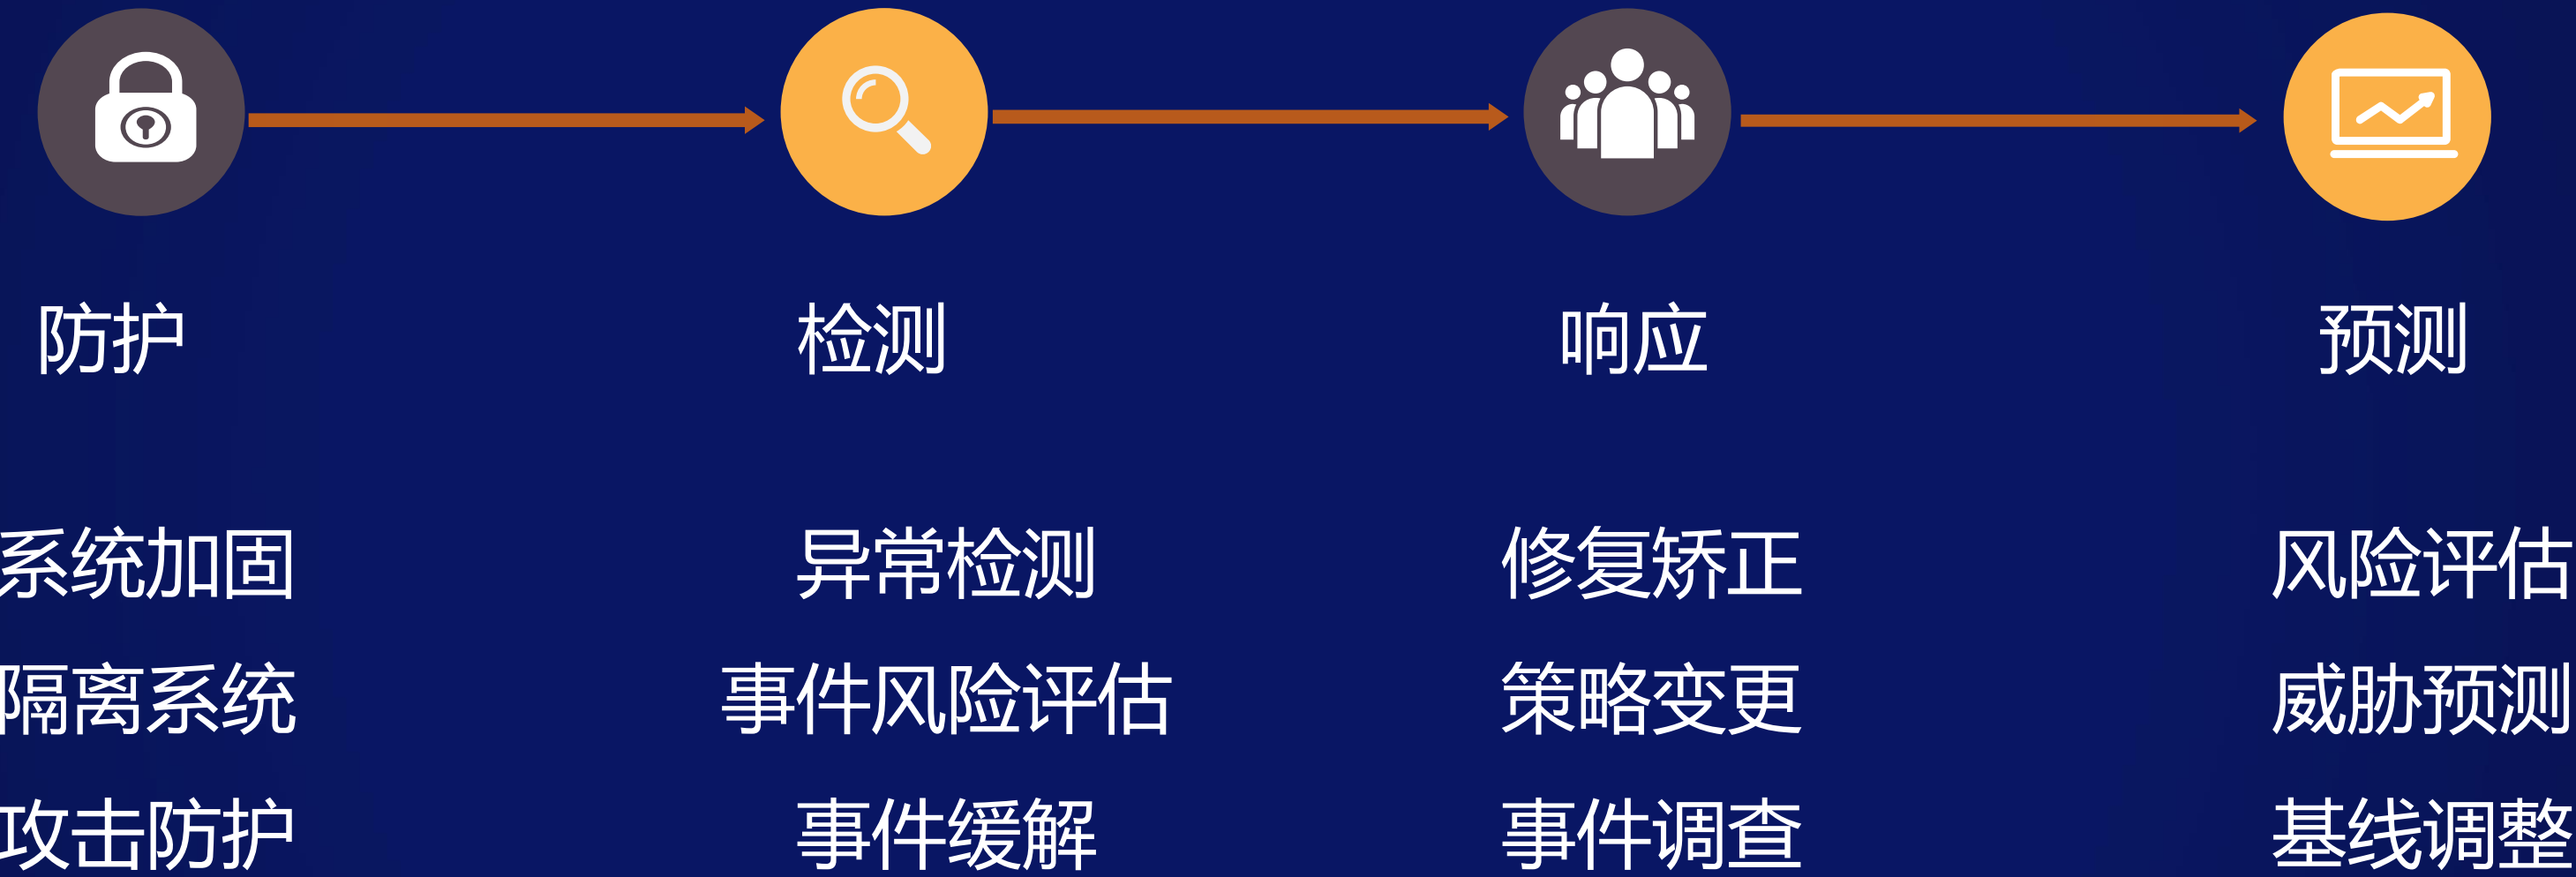 防护
检测
响应
预测
系统加固
异常检测
修复矫正
风险评估
隔离系统
事件风险评估
策略变更
威胁预测
攻击防护
事件缓解
事件调查
基线调整